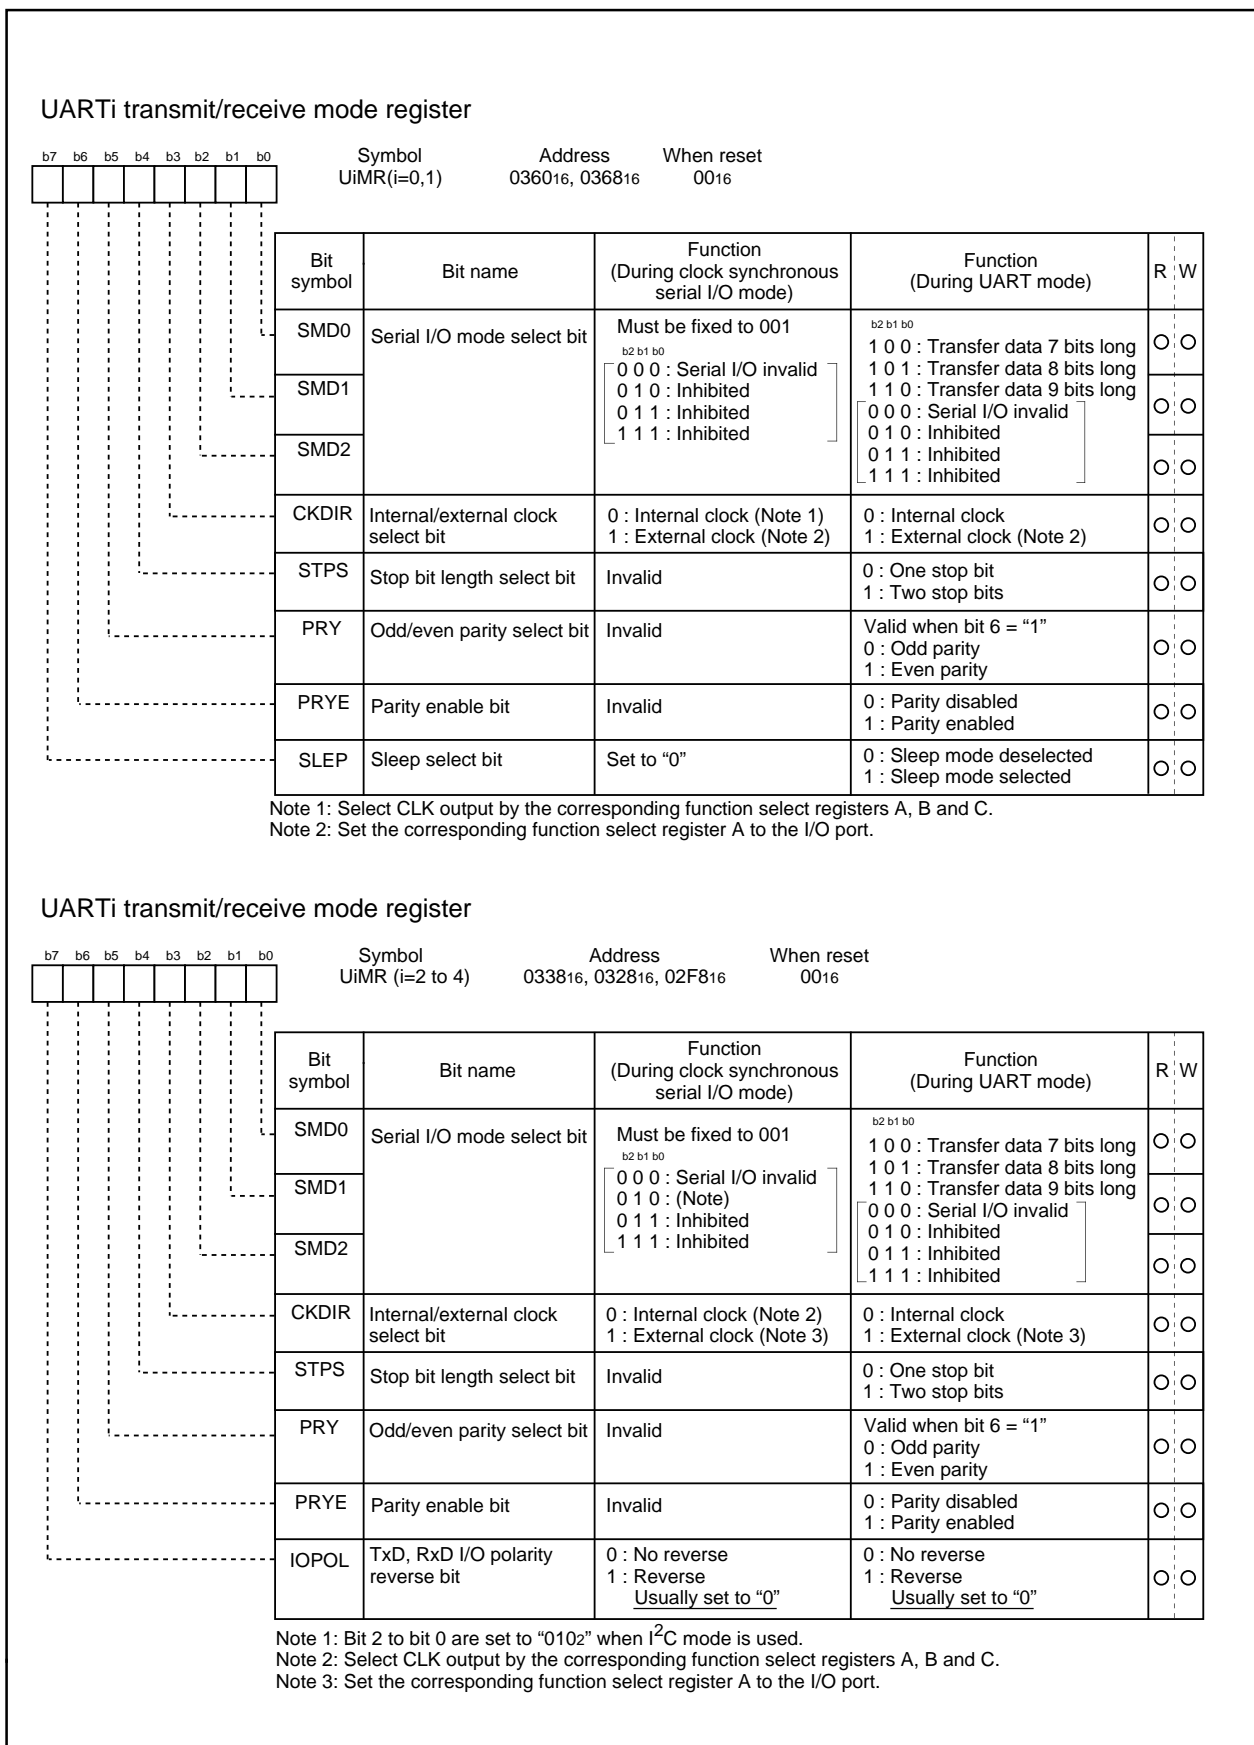 UARTi transmit/receive mode register
b7 b6 b5 b4 b3 b2 b1 b0
Symbol Address When reset
UiMR(i=0,1) 036016, 036816 0016
Bit symbol Bit name Function (During clock synchronous serial I/O mode) Function (During UART mode) R W
SMD0 Serial I/O mode select bit
SMD1
SMD2
Must be fixed to 001
b2 b1 b0
0 0 0 : Serial I/O invalid
0 1 0 : Inhibited
0 1 1 : Inhibited
1 1 1 : Inhibited
b2 b1 b0
1 0 0 : Transfer data 7 bits long
1 0 1 : Transfer data 8 bits long
1 1 0 : Transfer data 9 bits long
0 0 0 : Serial I/O invalid
0 1 0 : Inhibited
0 1 1 : Inhibited
1 1 1 : Inhibited
CKDIR Internal/external clock select bit
0 : Internal clock (Note 1)
1 : External clock (Note 2)
0 : Internal clock
1 : External clock (Note 2)
STPS Stop bit length select bit Invalid
0 : One stop bit
1 : Two stop bits
PRY Odd/even parity select bit Invalid
Valid when bit 6 = “1”
0 : Odd parity
1 : Even parity
PRYE Parity enable bit Invalid
0 : Parity disabled
1 : Parity enabled
SLEP Sleep select bit Set to “0”
0 : Sleep mode deselected
1 : Sleep mode selected
Note 1: Select CLK output by the corresponding function select registers A, B and C.
Note 2: Set the corresponding function select register A to the I/O port.
UARTi transmit/receive mode register
b7 b6 b5 b4 b3 b2 b1 b0
Symbol Address When reset
UiMR (i=2 to 4) 033816, 032816, 02F816 0016
Bit symbol Bit name Function (During clock synchronous serial I/O mode) Function (During UART mode) R W
SMD0 Serial I/O mode select bit
SMD1
SMD2
Must be fixed to 001
b2 b1 b0
0 0 0 : Serial I/O invalid
0 1 0 : (Note)
0 1 1 : Inhibited
1 1 1 : Inhibited
b2 b1 b0
1 0 0 : Transfer data 7 bits long
1 0 1 : Transfer data 8 bits long
1 1 0 : Transfer data 9 bits long
0 0 0 : Serial I/O invalid
0 1 0 : Inhibited
0 1 1 : Inhibited
1 1 1 : Inhibited
CKDIR Internal/external clock select bit
0 : Internal clock (Note 2)
1 : External clock (Note 3)
0 : Internal clock
1 : External clock (Note 3)
STPS Stop bit length select bit Invalid
0 : One stop bit
1 : Two stop bits
PRY Odd/even parity select bit Invalid
Valid when bit 6 = “1”
0 : Odd parity
1 : Even parity
PRYE Parity enable bit Invalid
0 : Parity disabled
1 : Parity enabled
IOPOL TxD, RxD I/O polarity reverse bit
0 : No reverse
1 : Reverse
Usually set to “0”
0 : No reverse
1 : Reverse
Usually set to “0”
Note 1: Bit 2 to bit 0 are set to “0102” when I2C mode is used.
Note 2: Select CLK output by the corresponding function select registers A, B and C.
Note 3: Set the corresponding function select register A to the I/O port.